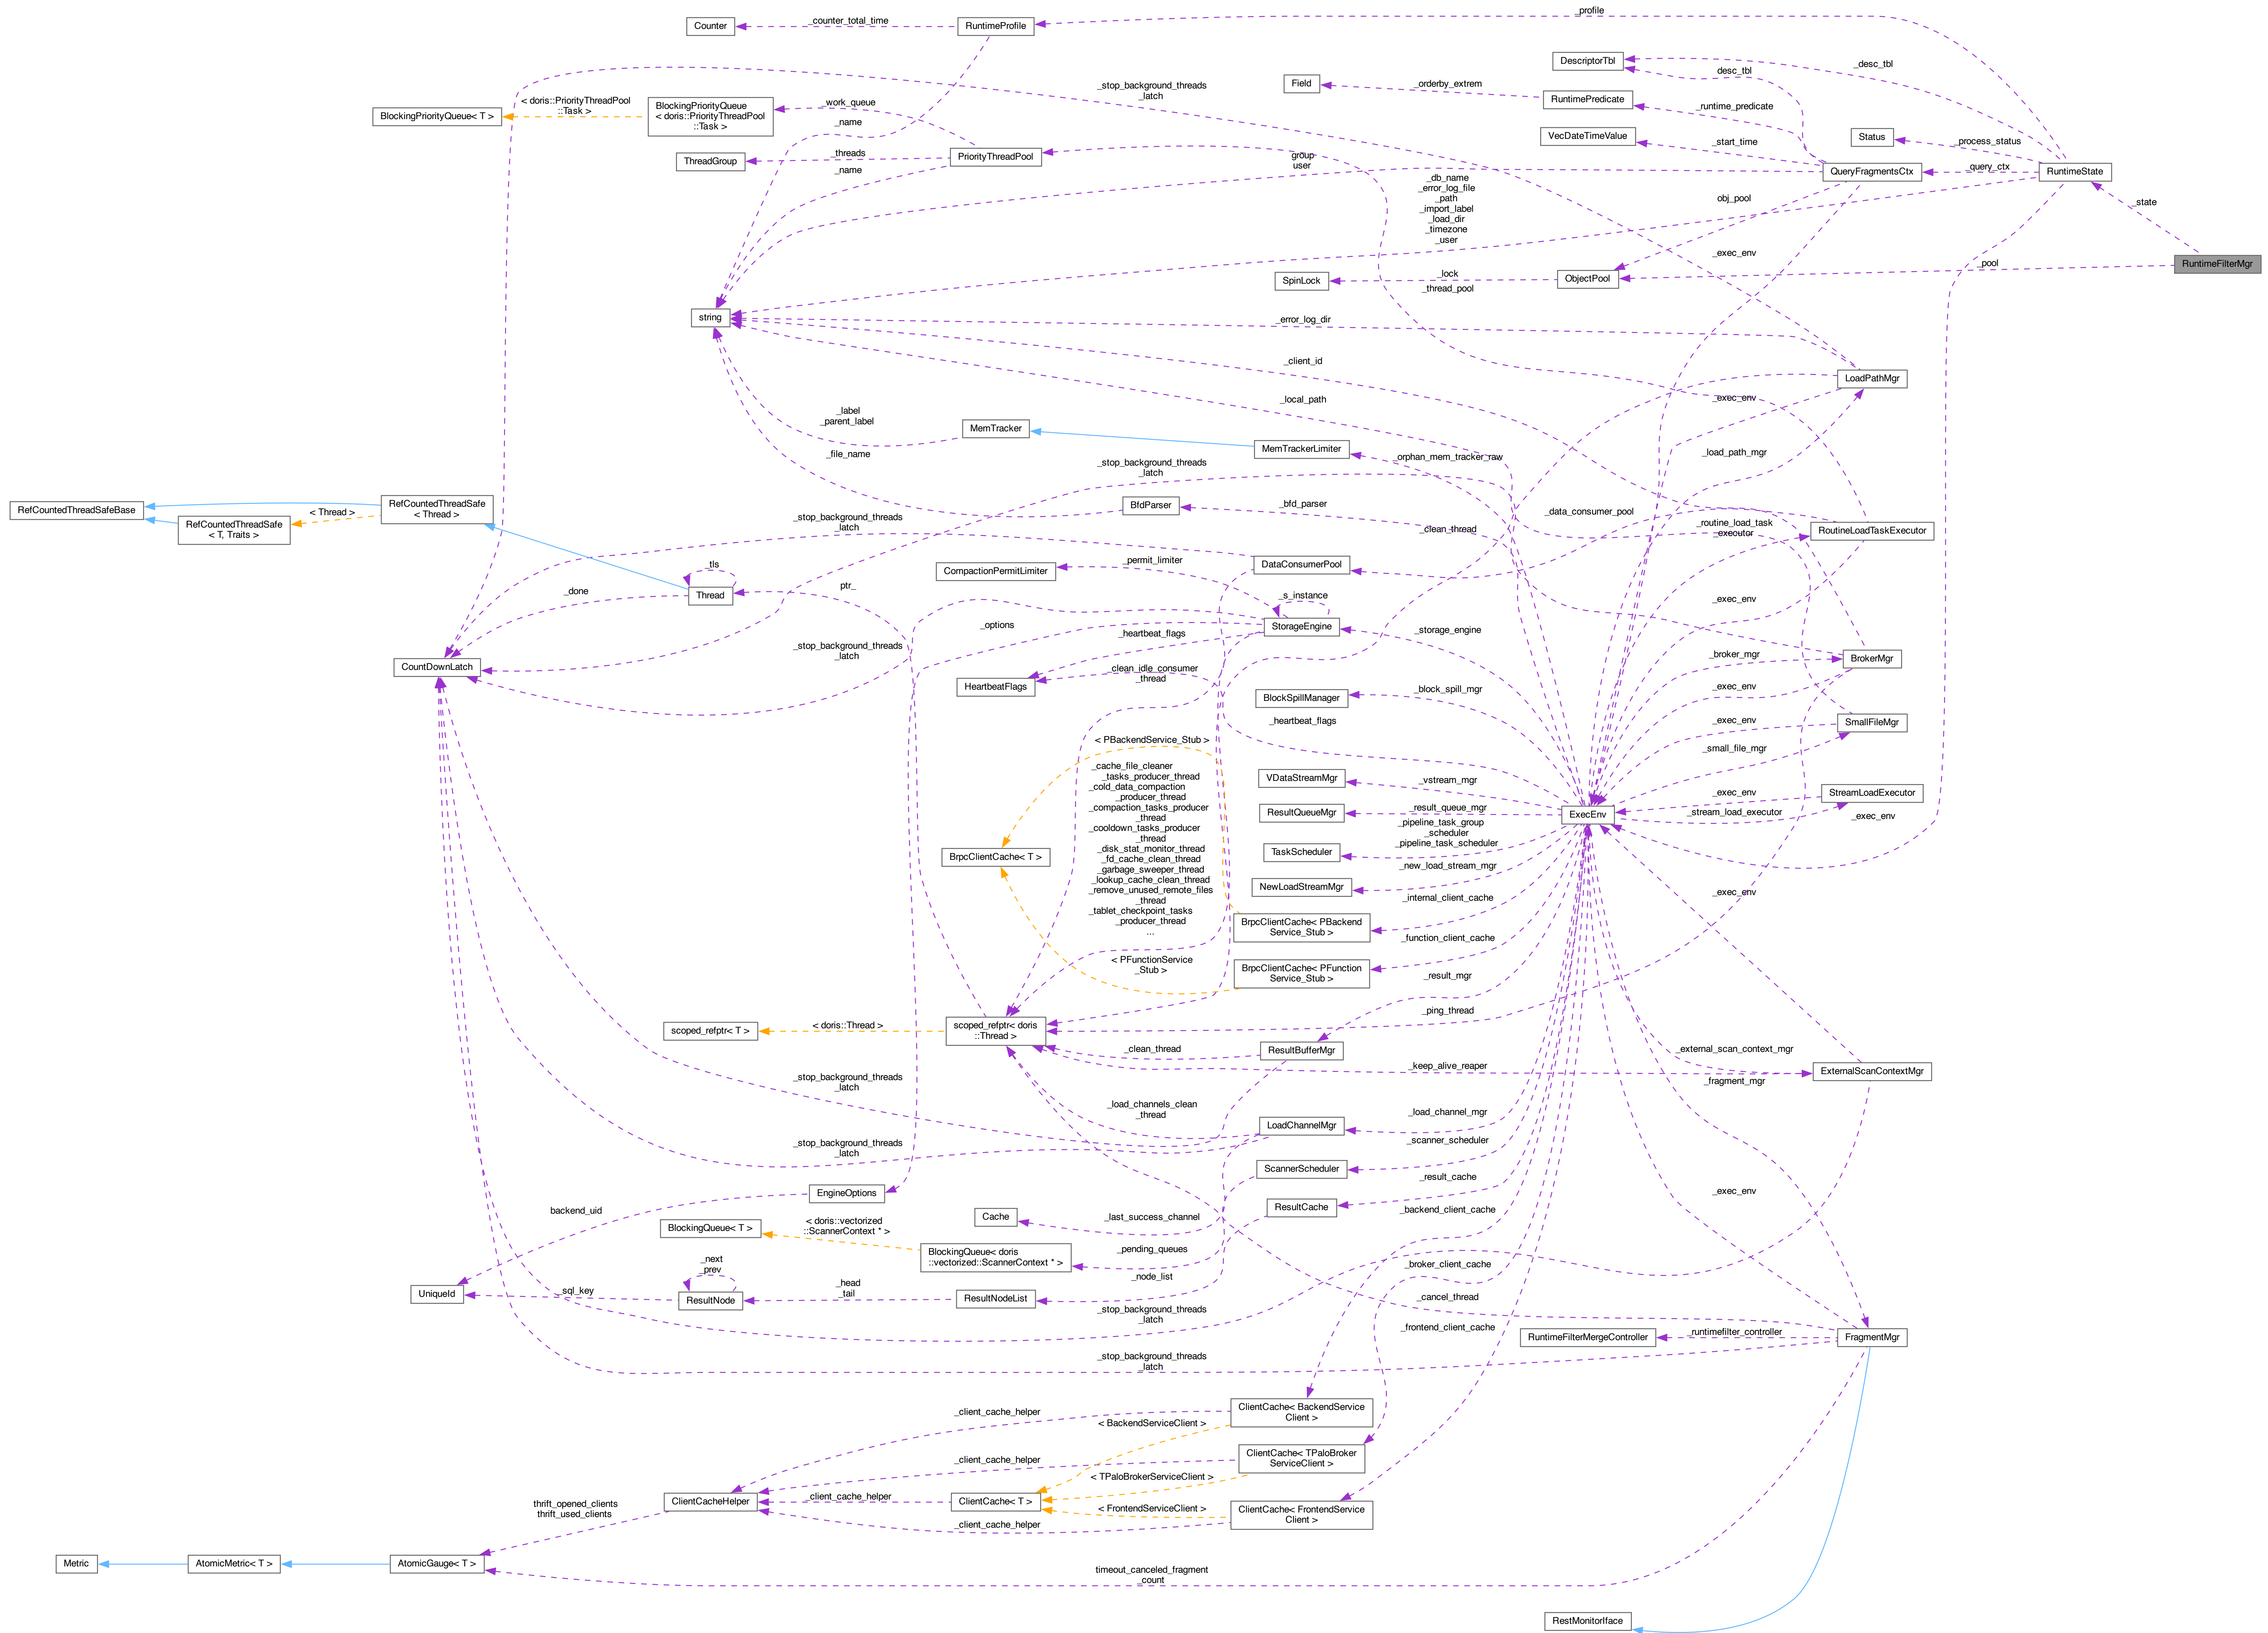 Counter
_counter_total_time
RuntimeProfile
_profile
DescriptorTbl
_desc_tbl
desc_tbl
Field
_orderby_extrem
RuntimePredicate
_runtime_predicate
_stop_background_threads
_latch
BlockingPriorityQueue< T >
< doris::PriorityThreadPool
::Task >
BlockingPriorityQueue
< doris::PriorityThreadPool
::Task >
_work_queue
_name
VecDateTimeValue
_start_time
Status
_process_status
ThreadGroup
_threads
_name
PriorityThreadPool
group
user
QueryFragmentsCtx
_query_ctx
RuntimeState
_state
_db_name
_error_log_file
_path
_import_label
_load_dir
_timezone
_user
obj_pool
_exec_env
RuntimeFilterMgr
_pool
SpinLock
_lock
ObjectPool
_thread_pool
string
_error_log_dir
_client_id
LoadPathMgr
_local_path
_exec_env
_label
_parent_label
MemTracker
MemTrackerLimiter
_file_name
_stop_background_threads
_latch
_orphan_mem_tracker_raw
_load_path_mgr
RefCountedThreadSafeBase
RefCountedThreadSafe
< T, Traits >
< Thread >
RefCountedThreadSafe
< Thread >
BfdParser
_bfd_parser
_stop_background_threads
_latch
_clean_thread
_data_consumer_pool
_routine_load_task
_executor
RoutineLoadTaskExecutor
CompactionPermitLimiter
_permit_limiter
DataConsumerPool
_tls
Thread
_done
ptr_
_s_instance
StorageEngine
_exec_env
_options
_heartbeat_flags
_storage_engine
_stop_background_threads
_latch
CountDownLatch
_clean_idle_consumer
_thread
HeartbeatFlags
_broker_mgr
BrokerMgr
BlockSpillManager
_block_spill_mgr
_exec_env
_heartbeat_flags
_exec_env
SmallFileMgr
< PBackendService_Stub >
_small_file_mgr
_cache_file_cleaner
_tasks_producer_thread
_cold_data_compaction
_producer_thread
_compaction_tasks_producer
_thread
_cooldown_tasks_producer
_thread
_disk_stat_monitor_thread
_fd_cache_clean_thread
_garbage_sweeper_thread
_lookup_cache_clean_thread
_remove_unused_remote_files
_thread
_tablet_checkpoint_tasks
_producer_thread
...
VDataStreamMgr
_vstream_mgr
_exec_env
StreamLoadExecutor
ResultQueueMgr
_result_queue_mgr
ExecEnv
_stream_load_executor
_exec_env
_pipeline_task_group
_scheduler
_pipeline_task_scheduler
TaskScheduler
BrpcClientCache< T >
_new_load_stream_mgr
NewLoadStreamMgr
_exec_env
_internal_client_cache
BrpcClientCache< PBackend
Service_Stub >
_function_client_cache
< PFunctionService
_Stub >
BrpcClientCache< PFunction
Service_Stub >
_result_mgr
_ping_thread
scoped_refptr< T >
< doris::Thread >
scoped_refptr< doris
::Thread >
_clean_thread
ResultBufferMgr
_keep_alive_reaper
_external_scan_context_mgr
ExternalScanContextMgr
_fragment_mgr
_stop_background_threads
_latch
_load_channels_clean
_thread
_load_channel_mgr
LoadChannelMgr
_stop_background_threads
_latch
_scanner_scheduler
ScannerScheduler
_result_cache
EngineOptions
_exec_env
backend_uid
Cache
_last_success_channel
ResultCache
_backend_client_cache
BlockingQueue< T >
< doris::vectorized
::ScannerContext * >
BlockingQueue< doris
::vectorized::ScannerContext * >
_pending_queues
_next
_prev
_node_list
_broker_client_cache
UniqueId
_sql_key
ResultNode
_head
_tail
ResultNodeList
_cancel_thread
_stop_background_threads
_latch
_frontend_client_cache
RuntimeFilterMergeController
_runtimefilter_controller
FragmentMgr
_stop_background_threads
_latch
_client_cache_helper
< BackendServiceClient >
ClientCache< BackendService
Client >
_client_cache_helper
ClientCache< TPaloBroker
ServiceClient >
< TPaloBrokerServiceClient >
ClientCacheHelper
_client_cache_helper
ClientCache< T >
< FrontendServiceClient >
ClientCache< FrontendService
Client >
thrift_opened_clients
thrift_used_clients
_client_cache_helper
Metric
AtomicMetric< T >
AtomicGauge< T >
timeout_canceled_fragment
_count
RestMonitorIface